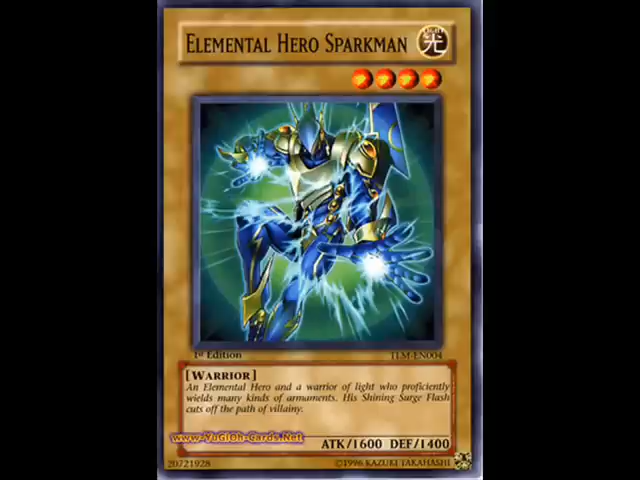 ELEMENTAL HERO SPARKMAN
LIGHT
光
1st Edition
TLM-EN004
[WARRIOR]
An Elemental Hero and a warrior of light who proficiently
wields many kinds of armaments. His Shining Surge Flash
cuts off the path of villainy.
www.YuGiOh-Cards.Net
ATK/1600 DEF/1400
20721928
©1996 KAZUKI TAKAHASHI